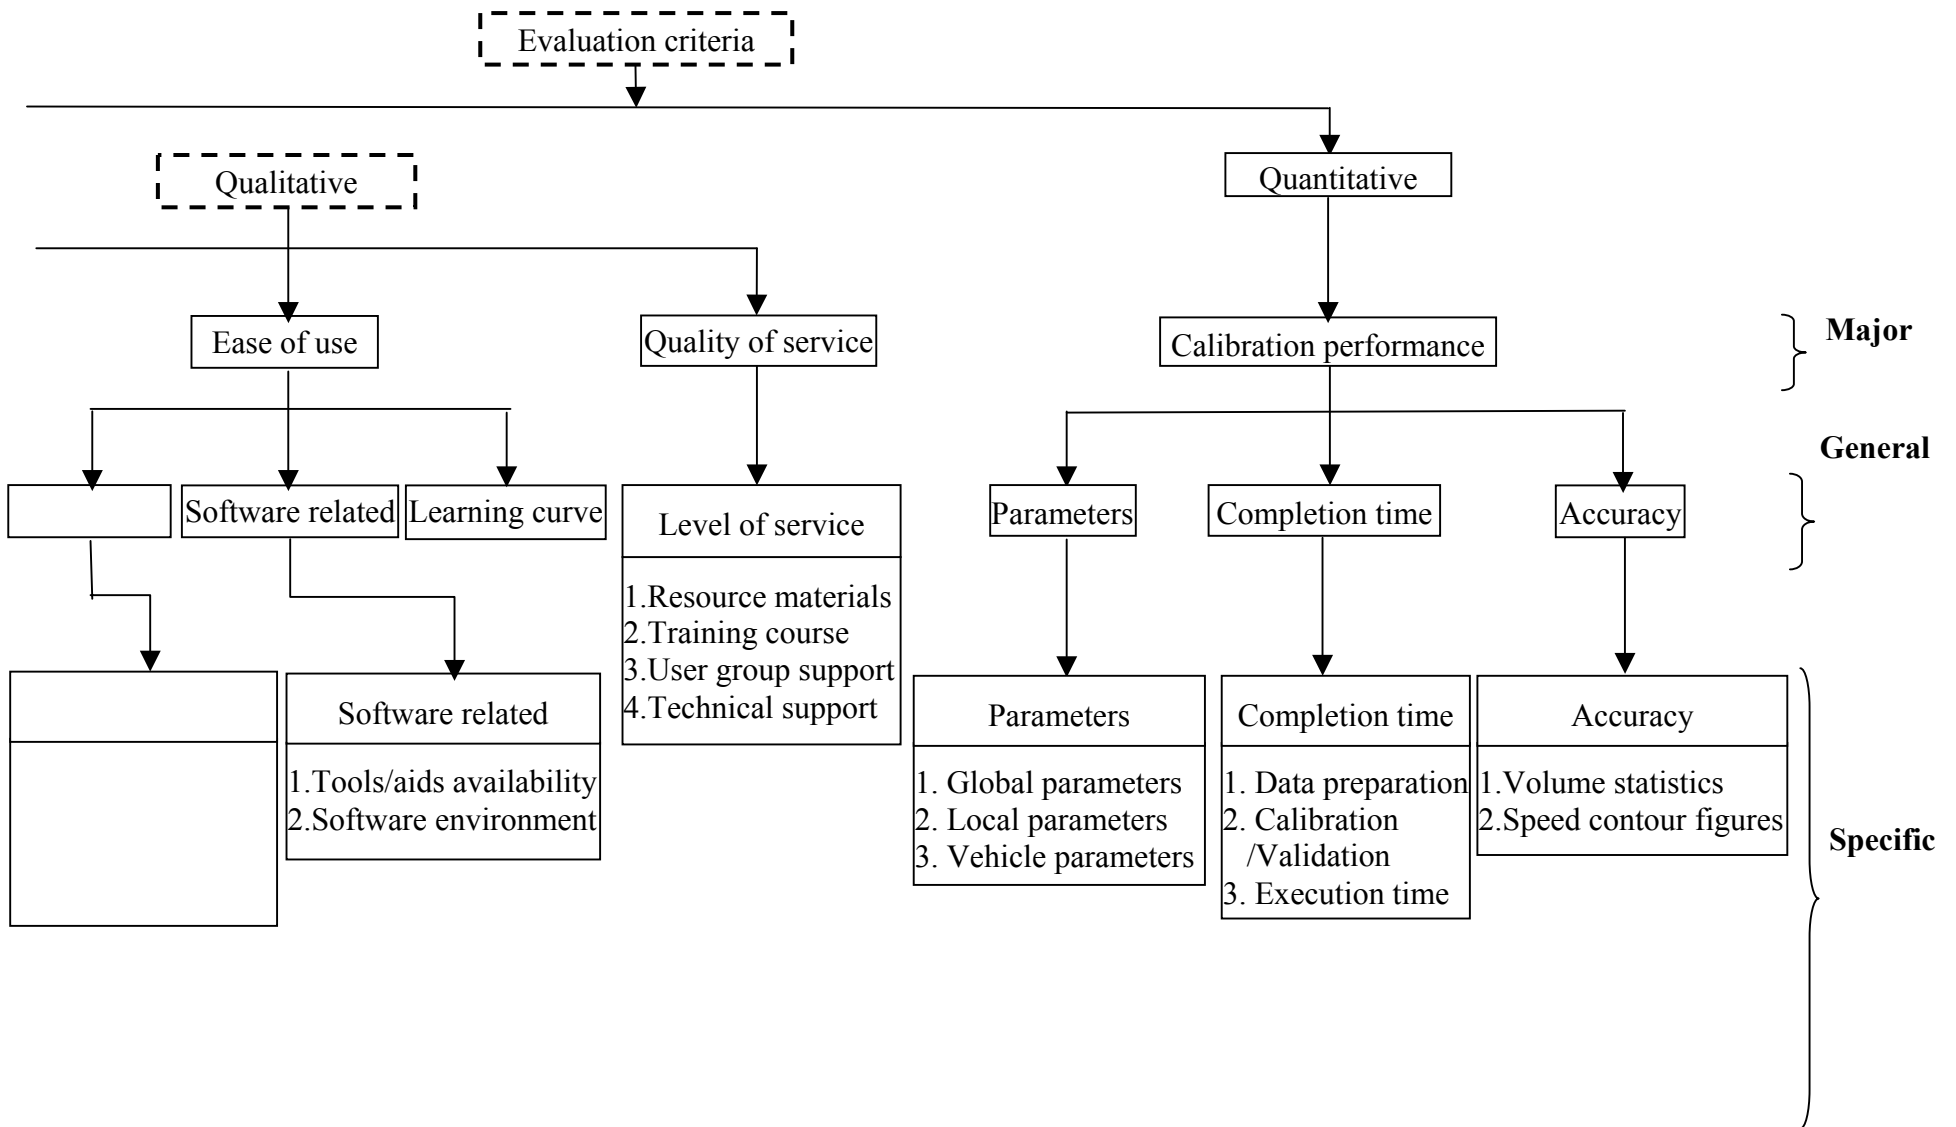 Evaluation criteria
Qualitative
Quantitative
Ease of use
Quality of service
Calibration performance
Major
General
Software related
Learning curve
Level of service
1.Resource materials
2.Training course
3.User group support
4.Technical support
Parameters
Completion time
Accuracy
Software related
1.Tools/aids availability
2.Software environment
Parameters
1. Global parameters
2. Local parameters
3. Vehicle parameters
Completion time
1. Data preparation
2. Calibration
/Validation
3. Execution time
Accuracy
1.Volume statistics
2.Speed contour figures
Specific